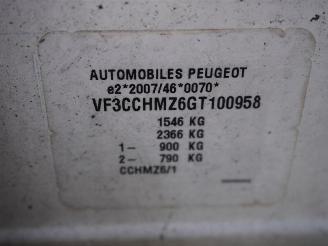 AUTOMOBILES PEUGEOT
e2*2007/46*0070*
VF3CCHMZ6GT100958
1546 KG
2366 KG
1- 900 KG
2- 790 KG
CCHMZ6/1